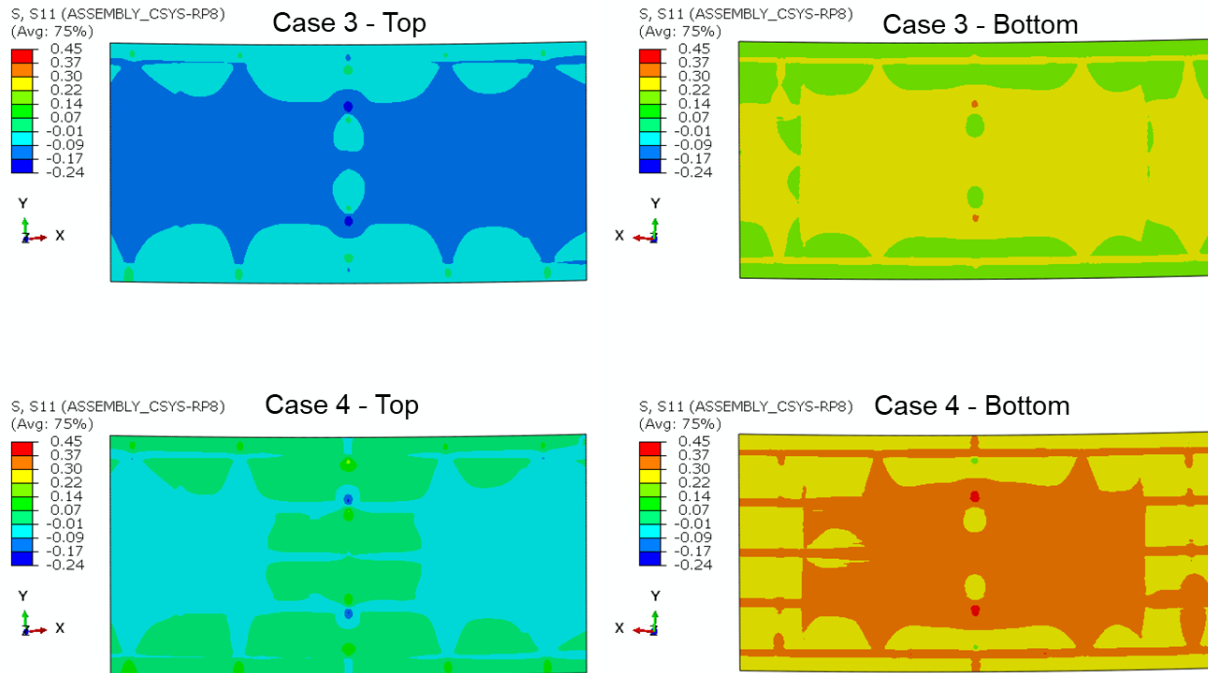 S, S11 (ASSEMBLY_CSYS-RP8)
(Avg: 75%)
Case 3 - Top
0.45
0.37
0.30
0.22
0.14
0.07
-0.01
-0.09
-0.17
-0.24
Y
Z
X
S, S11 (ASSEMBLY_CSYS-RP8)
(Avg: 75%)
Case 3 - Bottom
0.45
0.37
0.30
0.22
0.14
0.07
-0.01
-0.09
-0.17
-0.24
Y
X
Z
S, S11 (ASSEMBLY_CSYS-RP8)
(Avg: 75%)
Case 4 - Top
0.45
0.37
0.30
0.22
0.14
0.07
-0.01
-0.09
-0.17
-0.24
Y
Z
X
S, S11 (ASSEMBLY_CSYS-RP8)
(Avg: 75%)
Case 4 - Bottom
0.45
0.37
0.30
0.22
0.14
0.07
-0.01
-0.09
-0.17
-0.24
Y
X
Z